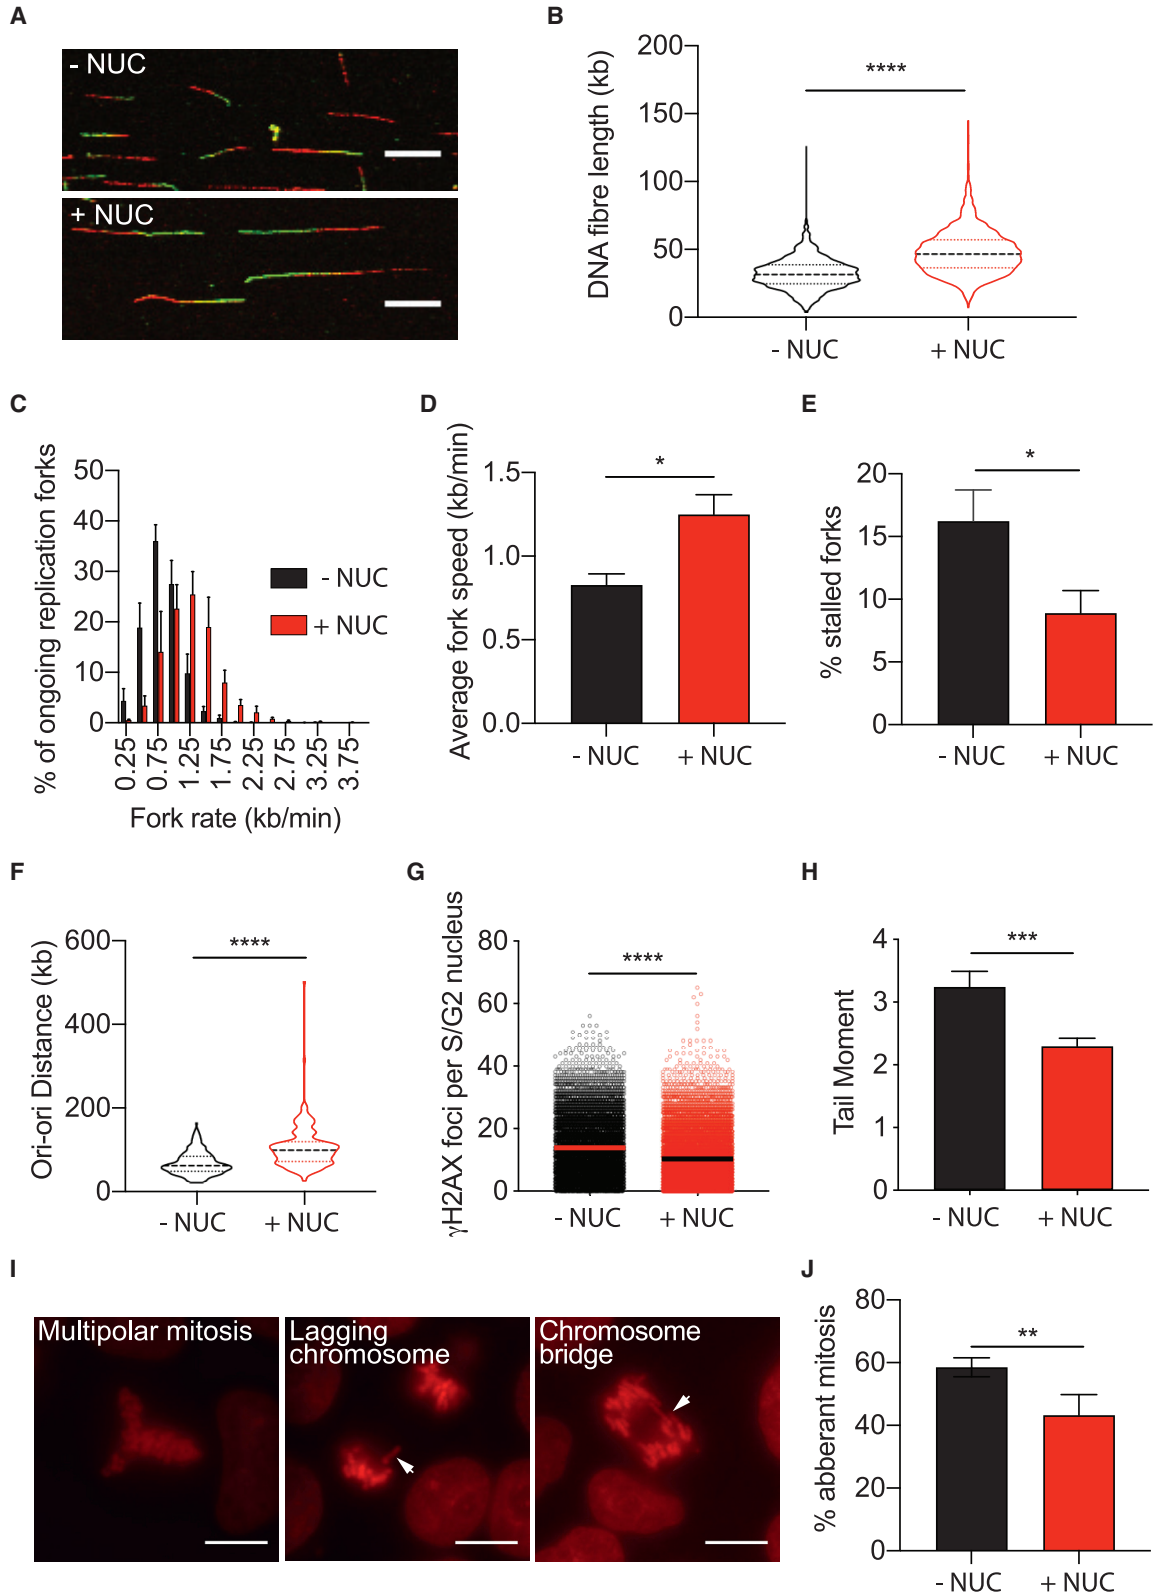 A
- NUC
+ NUC
B
DNA fibre length (kb)
200
150
100
50
0
****
- NUC
+ NUC
C
% of ongoing replication forks
50
40
30
20
10
0
- NUC
+ NUC
0.25
0.75
1.25
1.75
2.25
2.75
3.25
3.75
Fork rate (kb/min)
D
Average fork speed (kb/min)
1.5
1.0
0.5
0.0
*
- NUC
+ NUC
E
% stalled forks
20
15
10
5
0
*
- NUC
+ NUC
F
Ori-ori Distance (kb)
600
400
200
0
****
- NUC
+ NUC
G
γH2AX foci per S/G2 nucleus
80
60
40
20
0
****
- NUC
+ NUC
H
Tail Moment
4
3
2
1
0
***
- NUC
+ NUC
I
Multipolar mitosis
Lagging
chromosome
Chromosome
bridge
J
% abberant mitosis
80
60
40
20
0
**
- NUC
+ NUC